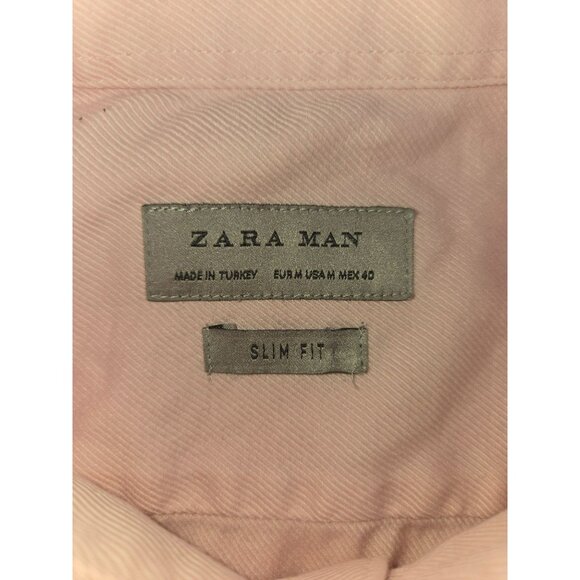 ZARA MAN
MADE IN TURKEY EUR M USA M MEX 40
SLIM FIT